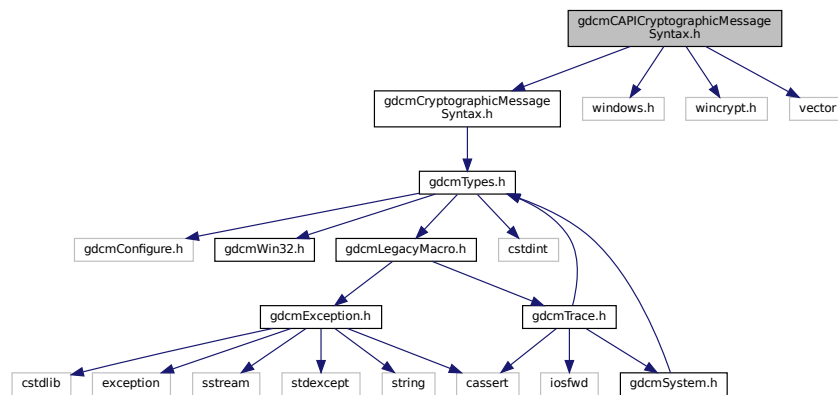 gdcmCAPICryptographicMessage
Syntax.h
gdcmCryptographicMessage
Syntax.h
windows.h
wincrypt.h
vector
gdcmTypes.h
gdcmConfigure.h
gdcmWin32.h
gdcmLegacyMacro.h
cstdint
gdcmException.h
gdcmTrace.h
cstdlib
exception
sstream
stdexcept
string
cassert
iosfwd
gdcmSystem.h